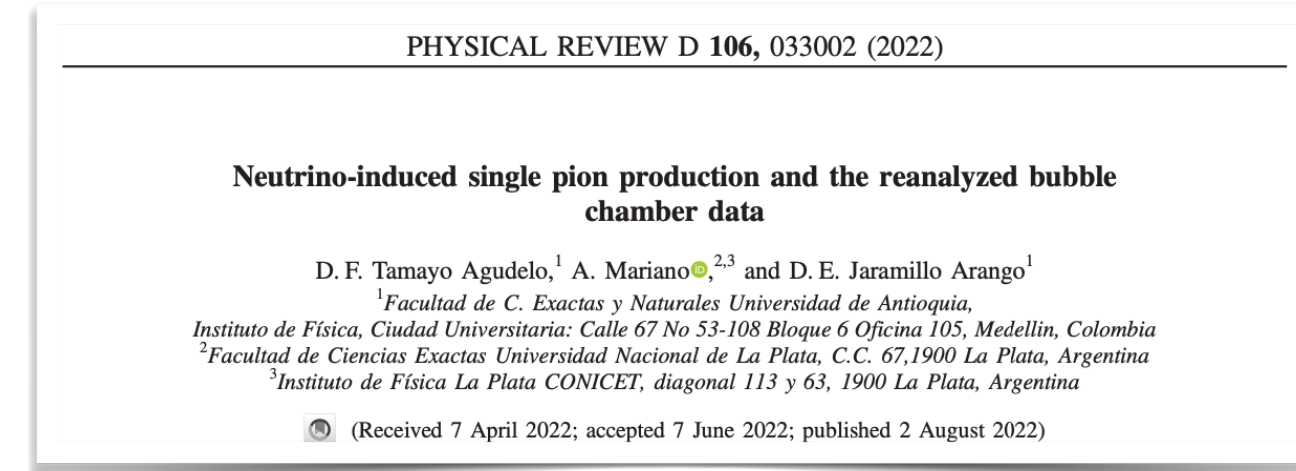 PHYSICAL REVIEW D 106, 033002 (2022)
Neutrino-induced single pion production and the reanalyzed bubble
chamber data
D. F. Tamayo Agudelo,1 A. Mariano iD,2,3 and D. E. Jaramillo Arango1
1Facultad de C. Exactas y Naturales Universidad de Antioquia,
Instituto de Física, Ciudad Universitaria: Calle 67 No 53-108 Bloque 6 Oficina 105, Medellin, Colombia
2Facultad de Ciencias Exactas Universidad Nacional de La Plata, C.C. 67,1900 La Plata, Argentina
3Instituto de Física La Plata CONICET, diagonal 113 y 63, 1900 La Plata, Argentina
(Received 7 April 2022; accepted 7 June 2022; published 2 August 2022)